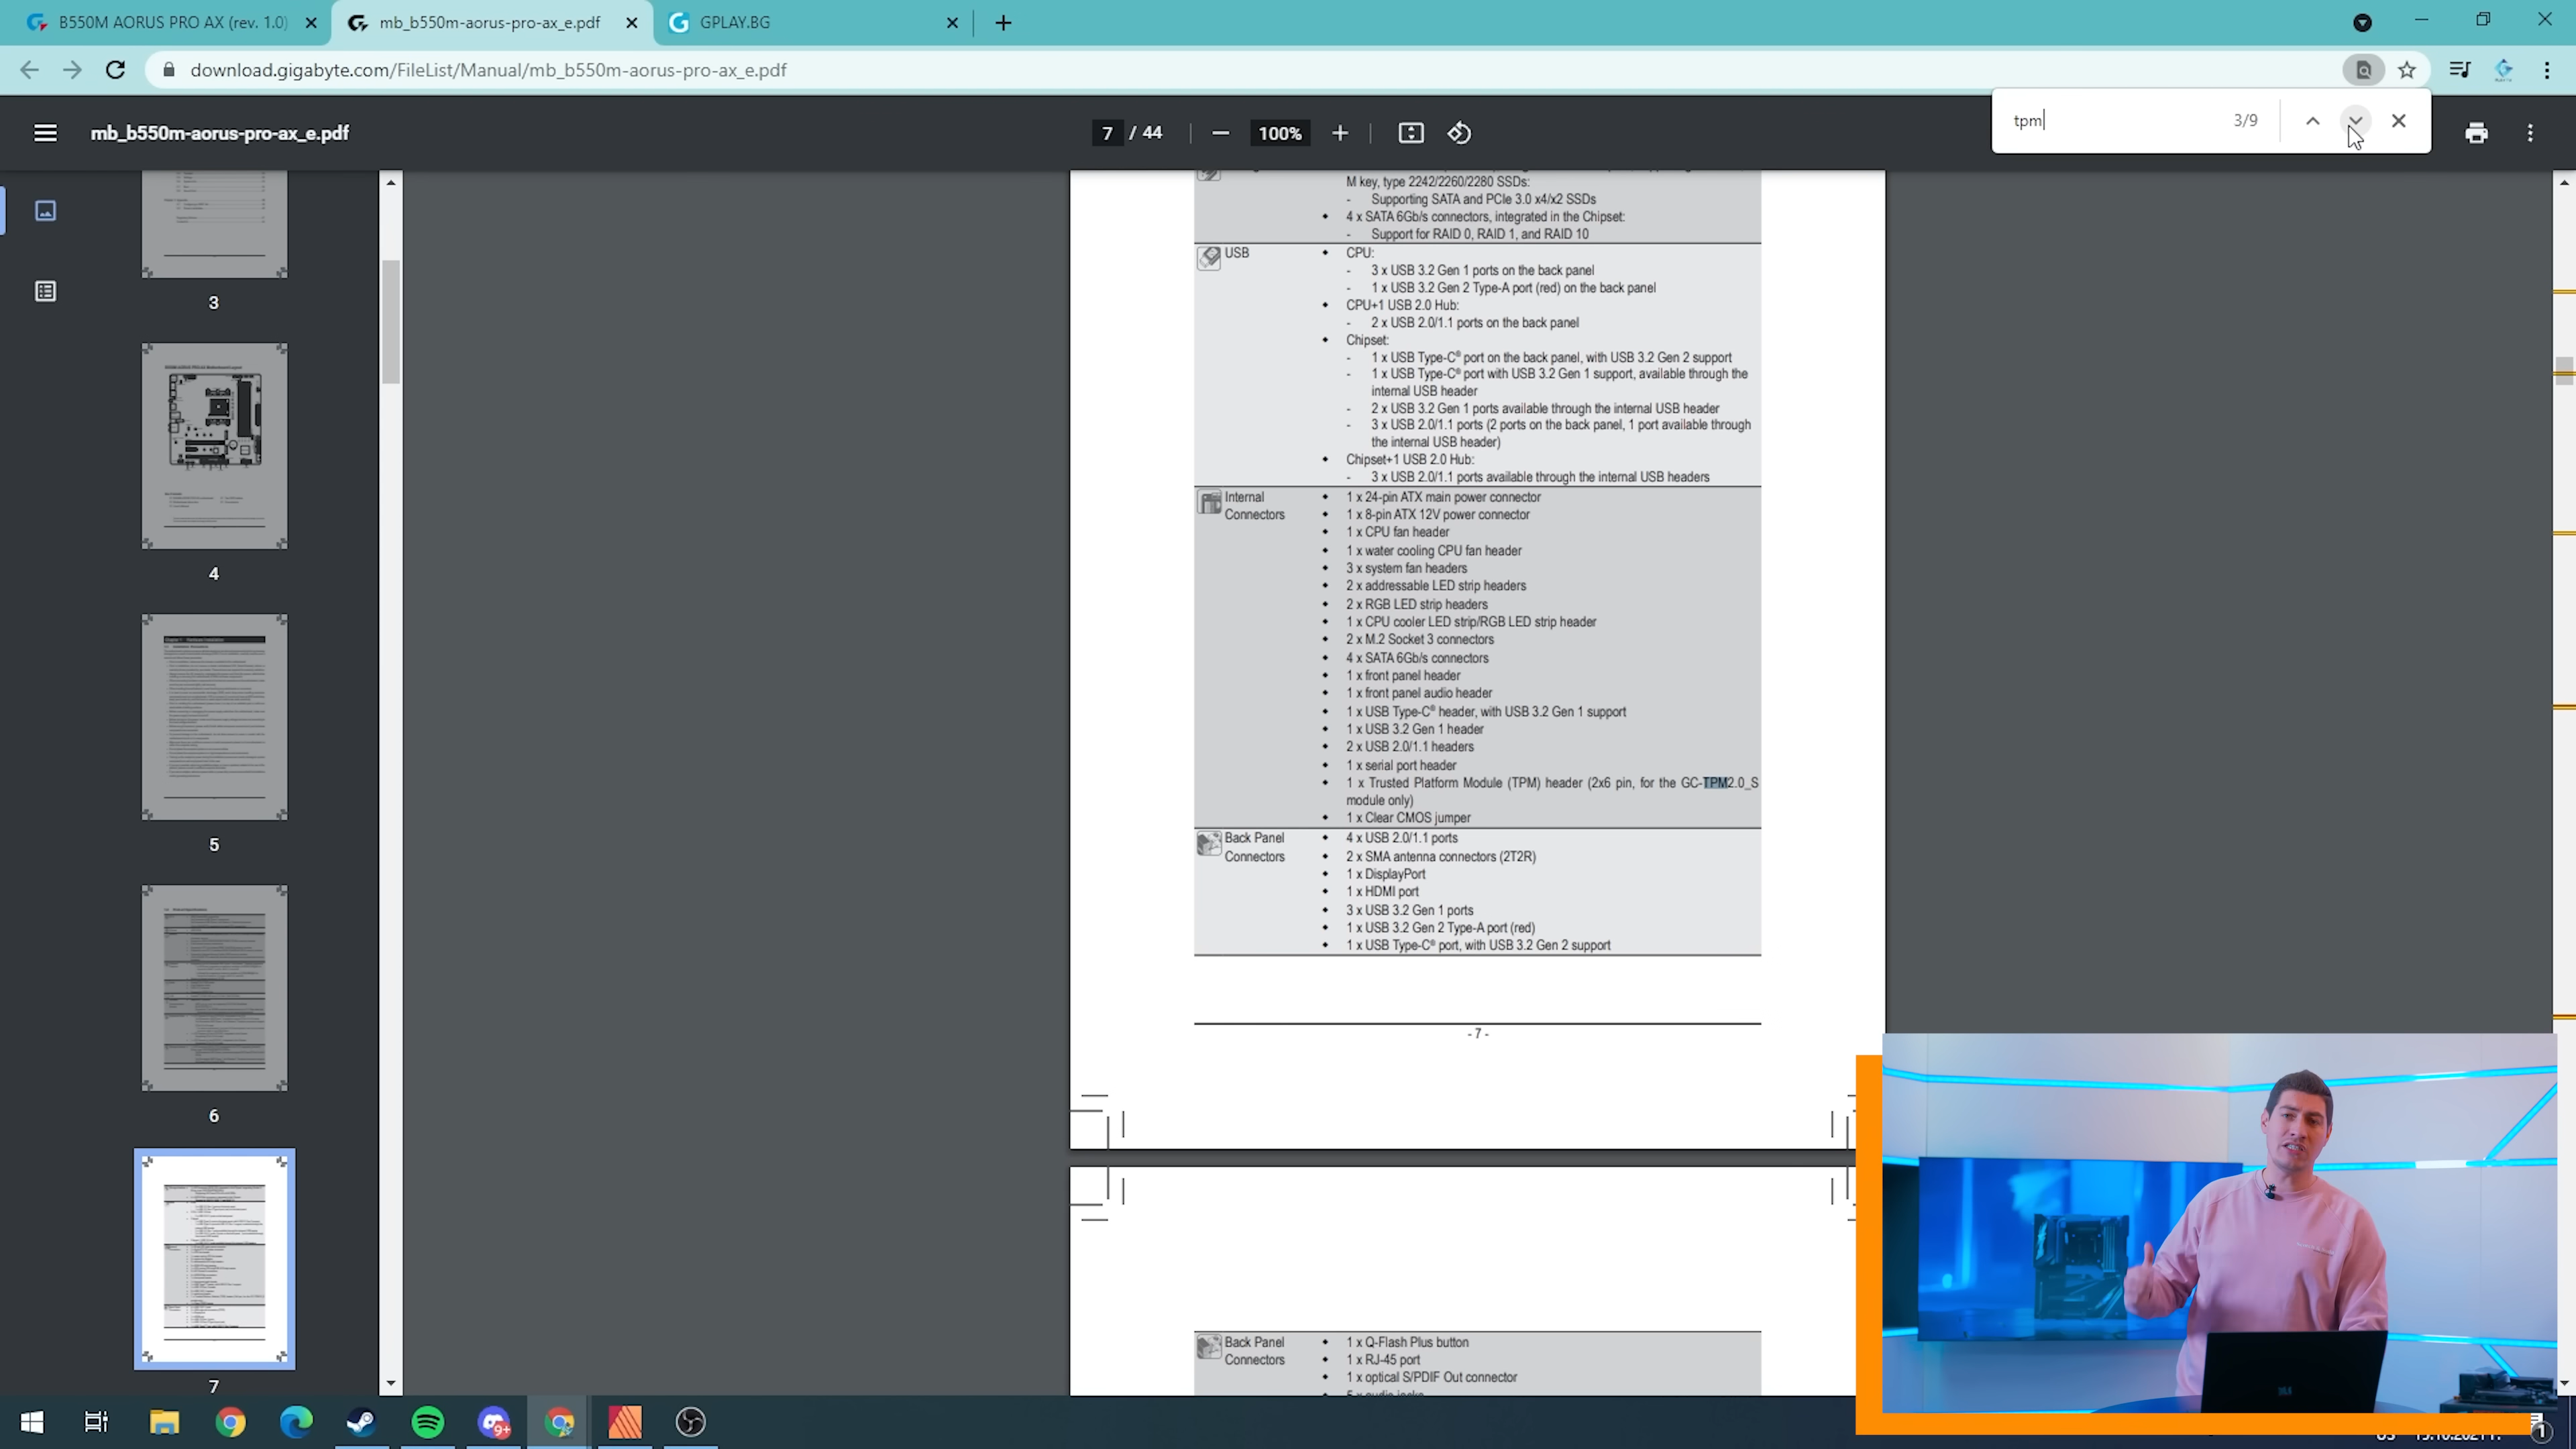 B550M AORUS PRO AX (rev. 1.0)
mb_b550m-aorus-pro-ax_e.pdf
GPLAY.BG
download.gigabyte.com/FileList/Manual/mb_b550m-aorus-pro-ax_e.pdf
mb_b550m-aorus-pro-ax_e.pdf
7 / 44
100%
tpm
3/9
3
4
5
6
7
M key, type 2242/2260/2280 SSDs:
- Supporting SATA and PCIe 3.0 x4/x2 SSDs
4 x SATA 6Gb/s connectors, integrated in the Chipset:
- Support for RAID 0, RAID 1, and RAID 10
USB
CPU:
- 3 x USB 3.2 Gen 1 ports on the back panel
- 1 x USB 3.2 Gen 2 Type-A port (red) on the back panel
CPU+1 USB 2.0 Hub:
- 2 x USB 2.0/1.1 ports on the back panel
Chipset:
- 1 x USB Type-C® port on the back panel, with USB 3.2 Gen 2 support
- 1 x USB Type-C® port with USB 3.2 Gen 1 support, available through the
internal USB header
- 2 x USB 3.2 Gen 1 ports available through the internal USB header
- 3 x USB 2.0/1.1 ports (2 ports on the back panel, 1 port available through
the internal USB header)
Chipset+1 USB 2.0 Hub:
- 3 x USB 2.0/1.1 ports available through the internal USB headers
Internal
Connectors
1 x 24-pin ATX main power connector
1 x 8-pin ATX 12V power connector
1 x CPU fan header
1 x water cooling CPU fan header
3 x system fan headers
2 x addressable LED strip headers
2 x RGB LED strip headers
1 x CPU cooler LED strip/RGB LED strip header
2 x M.2 Socket 3 connectors
4 x SATA 6Gb/s connectors
1 x front panel header
1 x front panel audio header
1 x USB Type-C® header, with USB 3.2 Gen 1 support
1 x USB 3.2 Gen 1 header
2 x USB 2.0/1.1 headers
1 x serial port header
1 x Trusted Platform Module (TPM) header (2x6 pin, for the GC-TPM2.0_S
module only)
1 x Clear CMOS jumper
Back Panel
Connectors
4 x USB 2.0/1.1 ports
2 x SMA antenna connectors (2T2R)
1 x DisplayPort
1 x HDMI port
3 x USB 3.2 Gen 1 ports
1 x USB 3.2 Gen 2 Type-A port (red)
1 x USB Type-C® port, with USB 3.2 Gen 2 support
- 7 -
Back Panel
Connectors
1 x Q-Flash Plus button
1 x RJ-45 port
1 x optical S/PDIF Out connector
9+
1